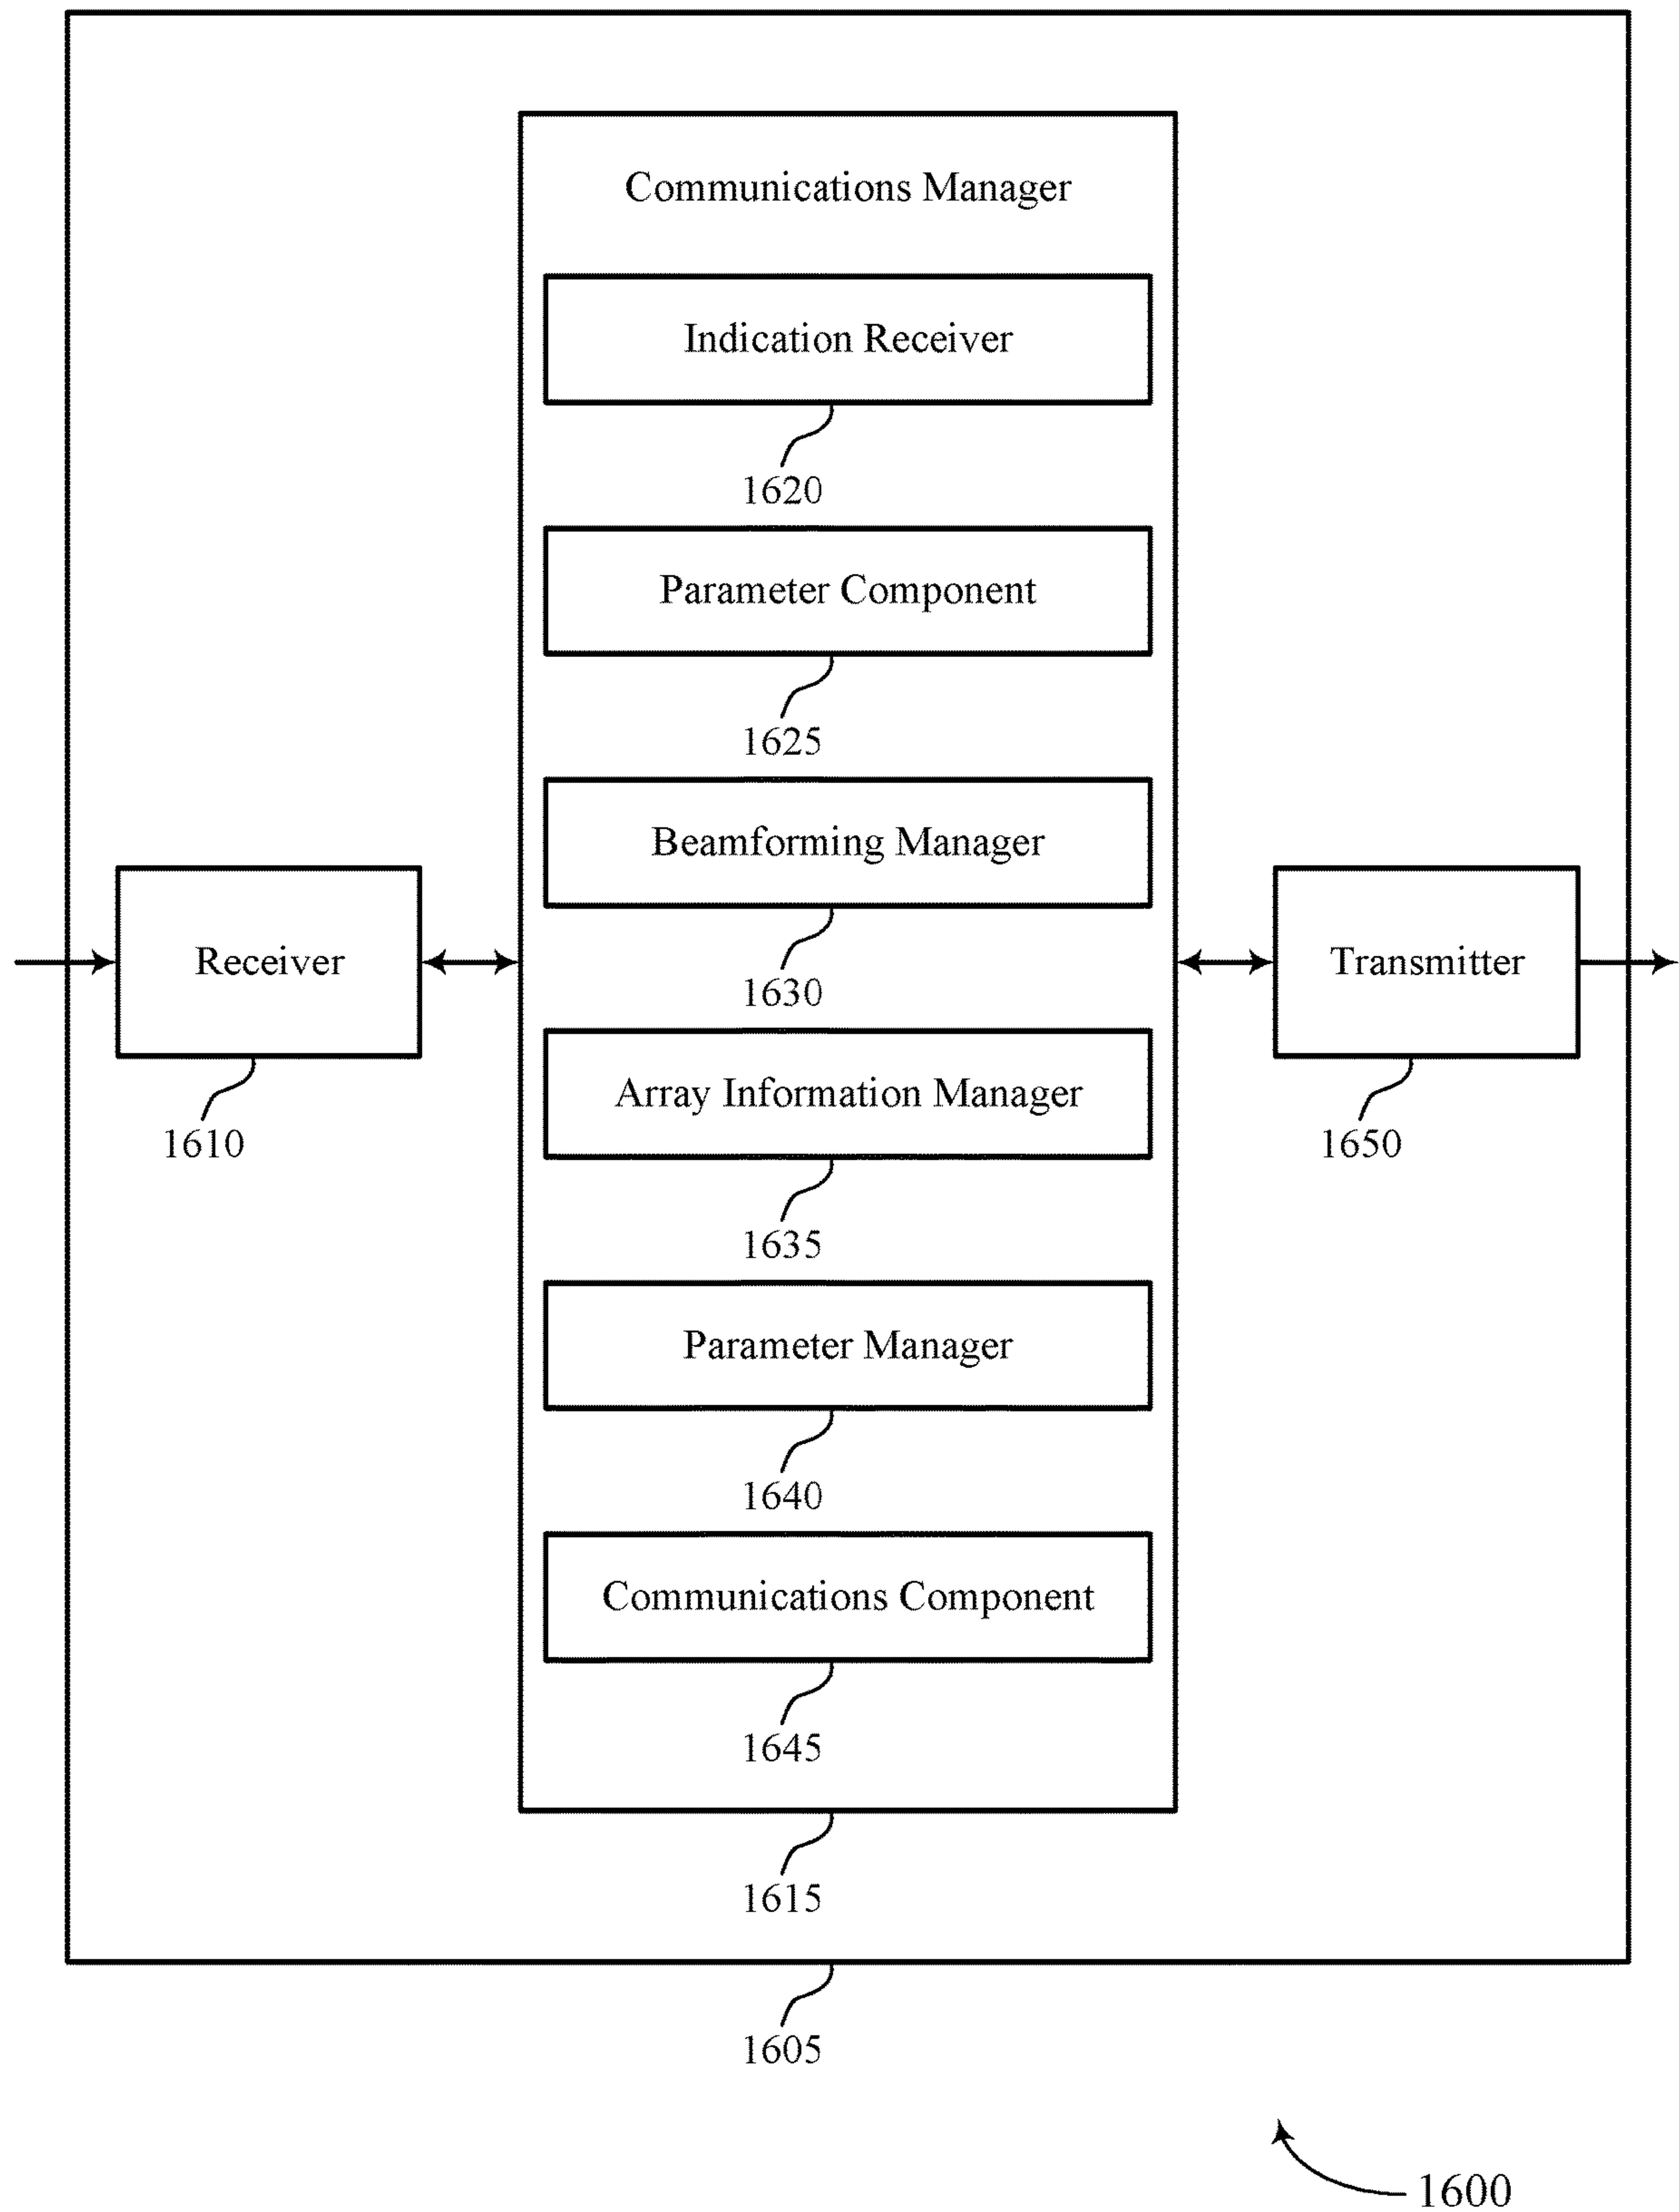 Communications Manager
Indication Receiver
1620
Parameter Component
1625
Beamforming Manager
1630
Receiver
1610
Transmitter
1650
Array Information Manager
1635
Parameter Manager
1640
Communications Component
1645
1615
1605
1600